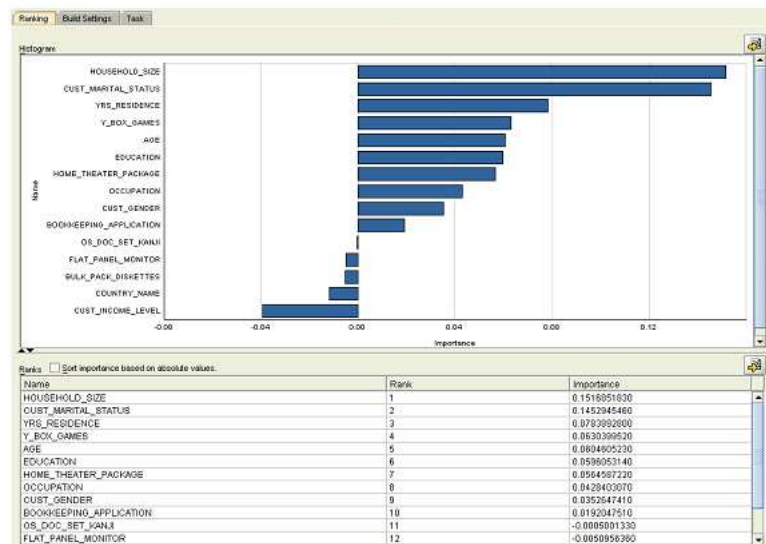 Ranking Build Settings Task
Histogram
HOUSEHOLD_SIZE
CUST_MARITAL_STATUS
YRS_RESIDENCE
Y_BOX_GAMES
AGE
EDUCATION
HOME_THEATER_PACKAGE
OCCUPATION
CUST_GENDER
BOOKKEEPING_APPLICATION
OS_DOC_SET_KANJI
FLAT_PANEL_MONITOR
BULK_PACK_DISKETTES
COUNTRY_NAME
CUST_INCOME_LEVEL
Name
-0.08 -0.04 0.00 0.04 0.08 0.12
Importance
Ranks Sort importance based on absolute values.
Name Rank Importance
HOUSEHOLD_SIZE 1 0.1516851830
CUST_MARITAL_STATUS 2 0.1452945460
YRS_RESIDENCE 3 0.0783892800
Y_BOX_GAMES 4 0.0630399520
AGE 5 0.0604605230
EDUCATION 6 0.0596053140
HOME_THEATER_PACKAGE 7 0.0564587220
OCCUPATION 8 0.0428403070
CUST_GENDER 9 0.0352647410
BOOKKEEPING_APPLICATION 10 0.0192047510
OS_DOC_SET_KANJI 11 -0.0005001330
FLAT_PANEL_MONITOR 12 -0.0050956360